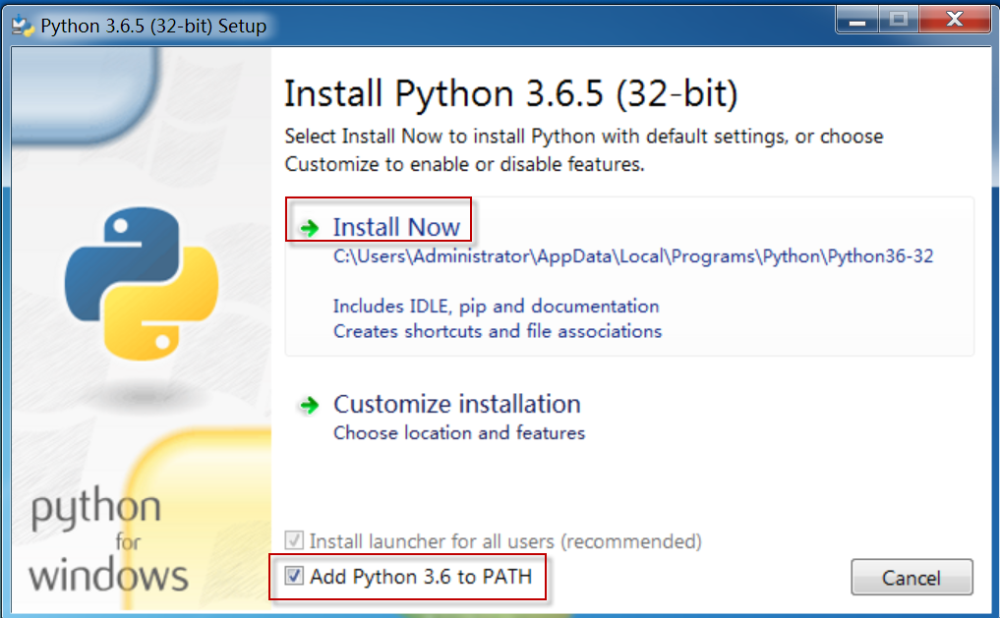 Python 3.6.5 (32-bit) Setup
Install Python 3.6.5 (32-bit)
Select Install Now to install Python with default settings, or choose
Customize to enable or disable features.
Install Now
C:\Users\Administrator\AppData\Local\Programs\Python\Python36-32
Includes IDLE, pip and documentation
Creates shortcuts and file associations
Customize installation
Choose location and features
python
for
windows
Install launcher for all users (recommended)
Add Python 3.6 to PATH
Cancel